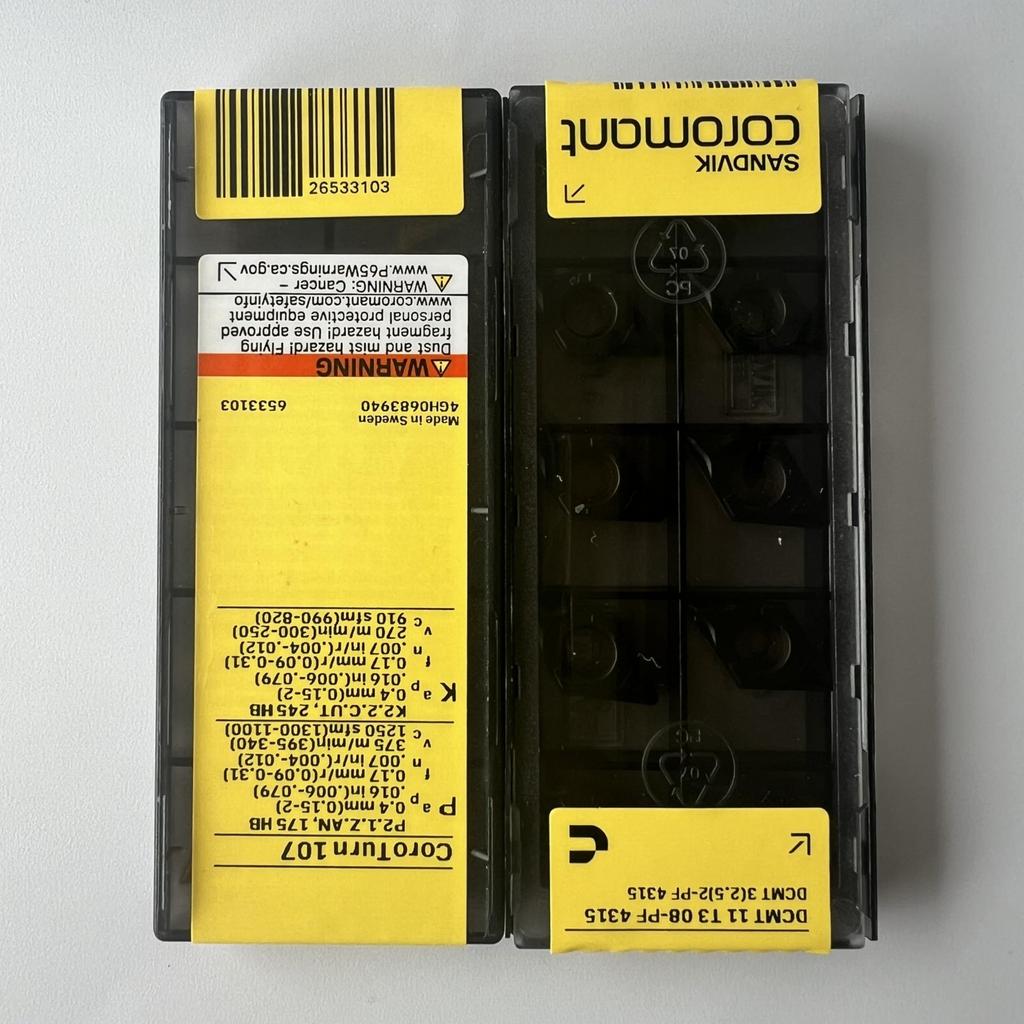 DCMT 11 T3 08-PF 4315
DCMT 3(2.5)2-PF 4315
07
PC
07
PC
SANDVIK
coromant
CoroTurn 107
P2.1.Z.AN, 175 HB
P ap 0.4 mm(0.15-2)
.016 in(.006-.079)
fn 0.17 mm/r(0.09-0.31)
.007 in/r(.004-.012)
vc 375 m/min(395-340)
1250 sfm(1300-1100)
K2.2.C.UT, 245 HB
K ap 0.4 mm(0.15-2)
.016 in(.006-.079)
fn 0.17 mm/r(0.09-0.31)
.007 in/r(.004-.012)
vc 270 m/min(300-250)
910 sfm(990-820)
Made in Sweden
4GH0683940 6533103
WARNING
Dust and mist hazard! Flying
fragment hazard! Use approved
personal protective equipment
www.coromant.com/safetyinfo
WARNING: Cancer –
www.P65Warnings.ca.gov
26533103